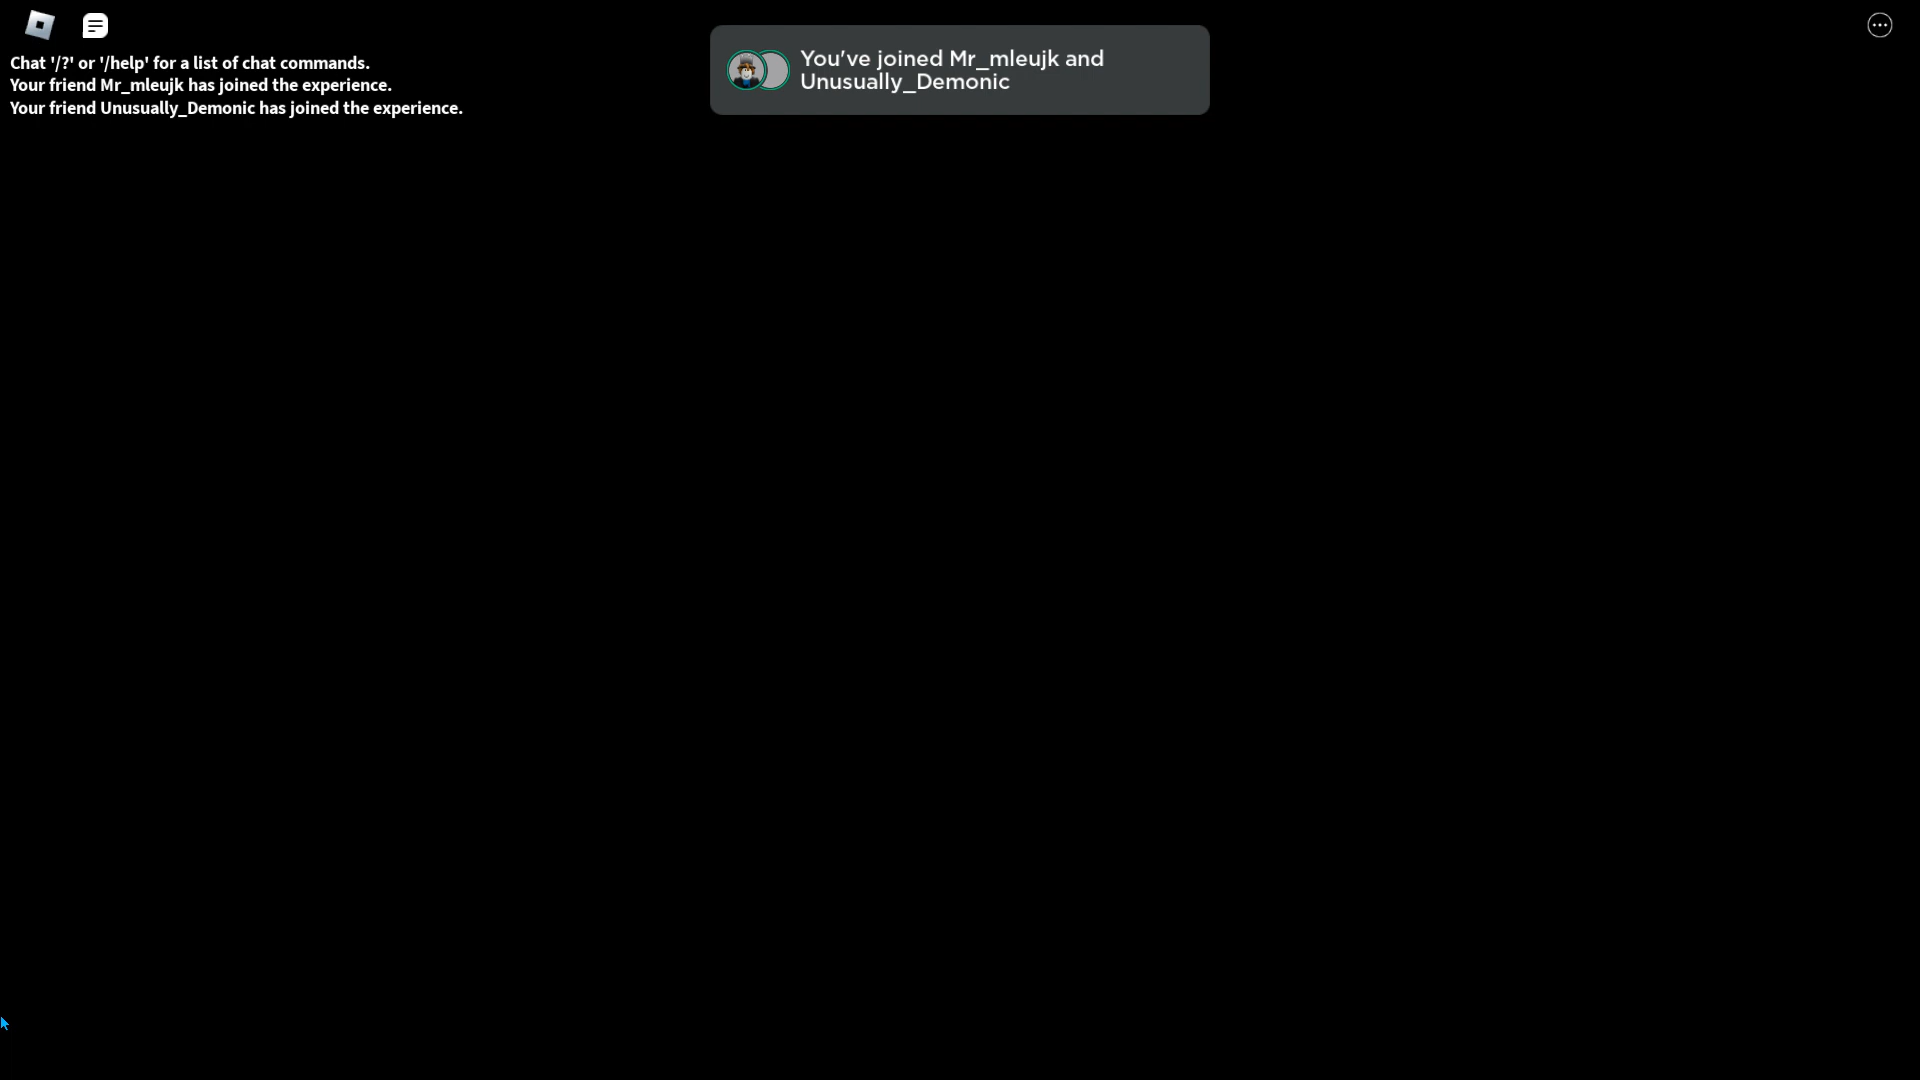 Chat '/?' or '/help' for a list of chat commands.
Your friend Mr_mleujk has joined the experience.
Your friend Unusually_Demonic has joined the experience.
You've joined Mr_mleujk and
Unusually_Demonic